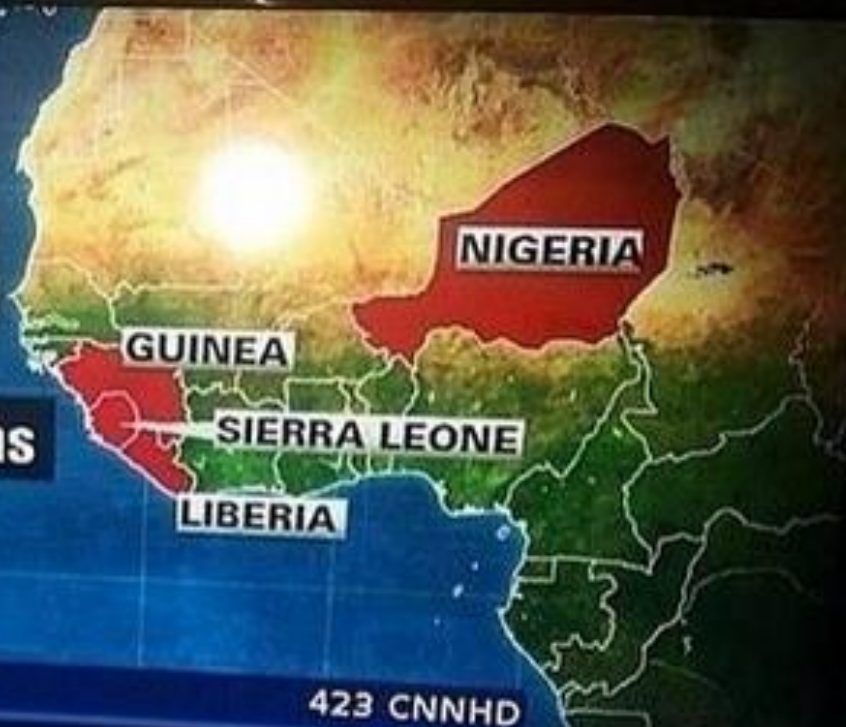 NIGERIA
GUINEA
SIERRA LEONE
LIBERIA
423 CNNHD